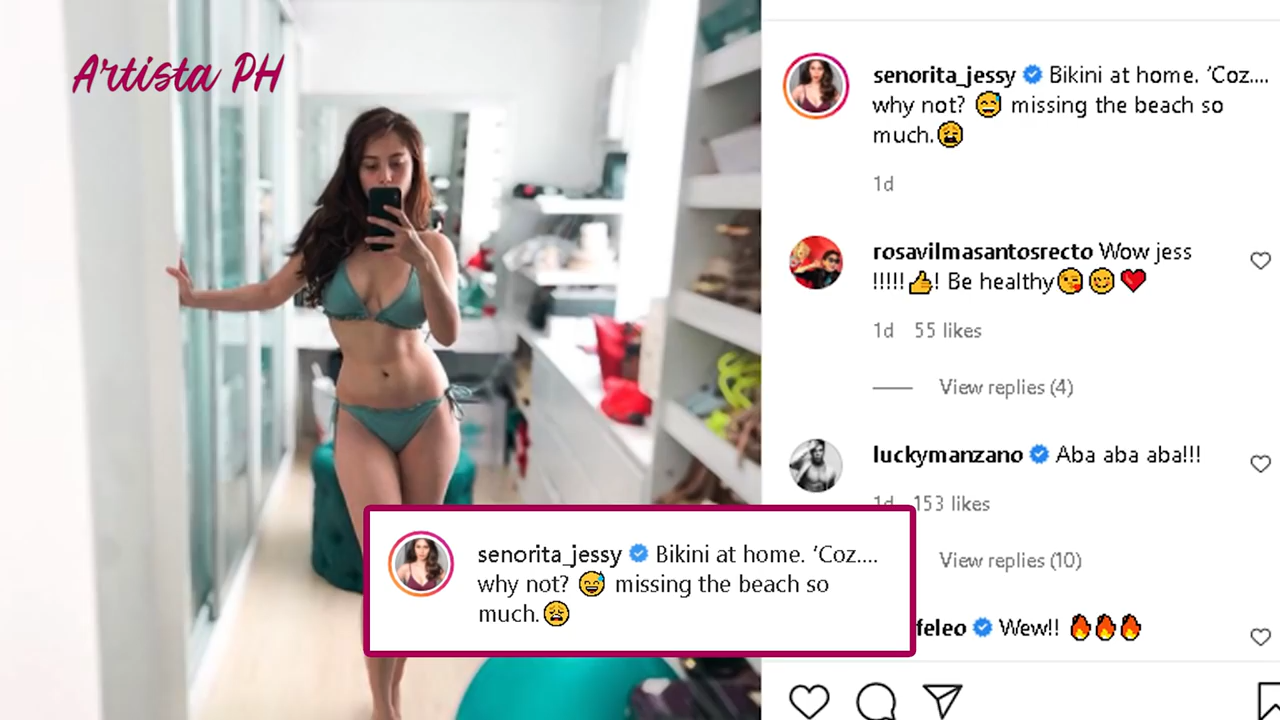 Artista PH
senorita_jessy Bikini at home. ‘Coz....
why not? 😅 missing the beach so
much.😩
1d
rosavilmasantosrecto Wow jess
!!!!!👍! Be healthy😘😉❤️
1d 55 likes
View replies (4)
luckymanzano Aba aba aba!!!
1d 153 likes
View replies (10)
feleo Wew!! 🔥🔥🔥
senorita_jessy Bikini at home. ‘Coz....
why not? 😅 missing the beach so
much.😩